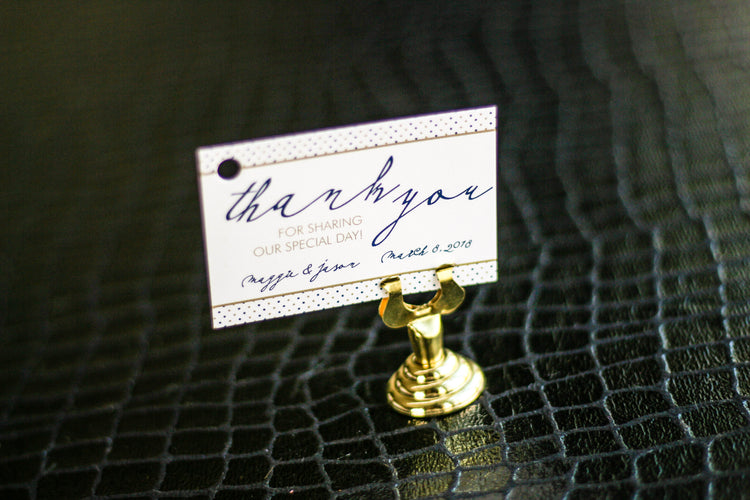 thank you
FOR SHARING
OUR SPECIAL DAY!
maggie & jason march 8, 2018